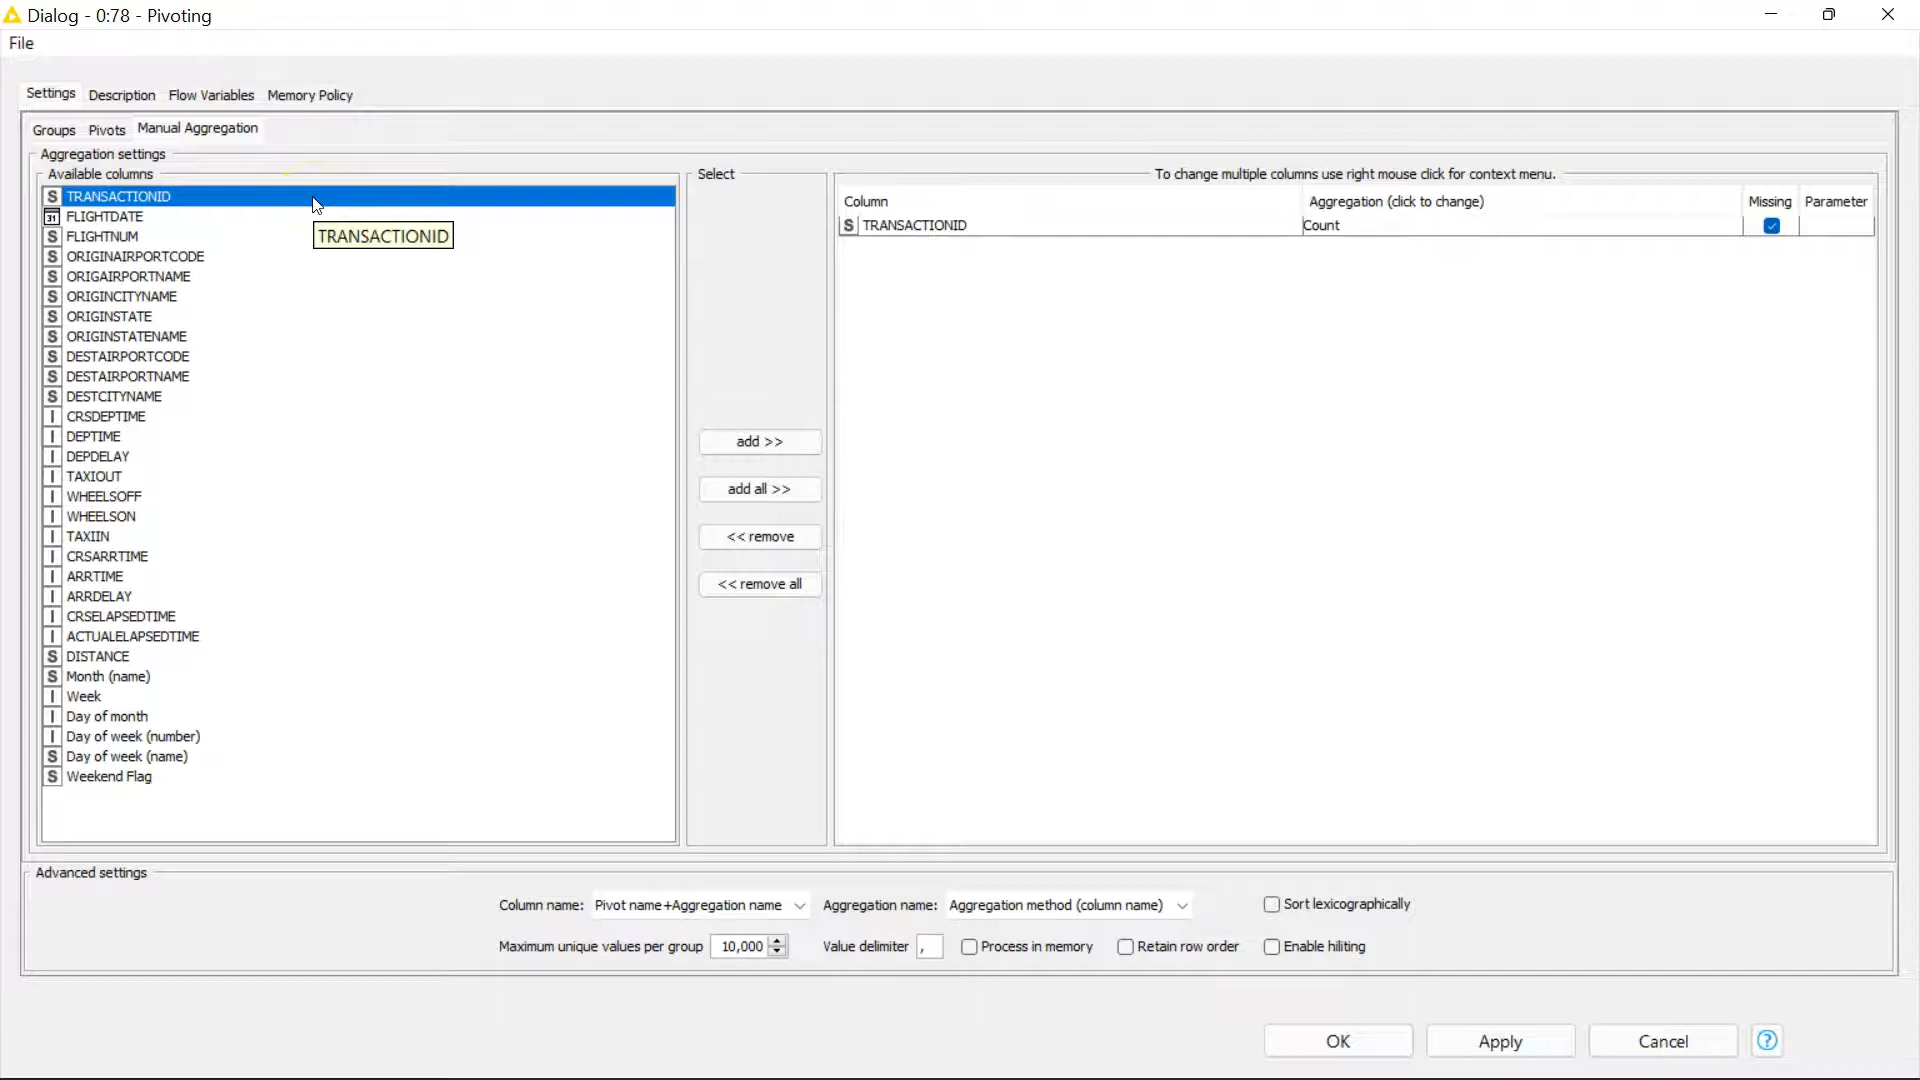 Dialog - 0:78 - Pivoting
File
Settings Description Flow Variables Memory Policy
Groups Pivots Manual Aggregation
Aggregation settings
Available columns
Select
To change multiple columns use right mouse click for context menu.
S TRANSACTIONID
31 FLIGHTDATE
S FLIGHTNUM
S ORIGINAIRPORTCODE
S ORIGAIRPORTNAME
S ORIGINCITYNAME
S ORIGINSTATE
S ORIGINSTATENAME
S DESTAIRPORTCODE
S DESTAIRPORTNAME
S DESTCITYNAME
I CRSDEPTIME
I DEPTIME
I DEPDELAY
I TAXIOUT
I WHEELSOFF
I WHEELSON
I TAXIIN
I CRSARRTIME
I ARRTIME
I ARRDELAY
I CRSELAPSEDTIME
I ACTUALELAPSEDTIME
S DISTANCE
S Month (name)
I Week
I Day of month
I Day of week (number)
S Day of week (name)
S Weekend Flag
TRANSACTIONID
add >>
add all >>
<< remove
<< remove all
Column Aggregation (click to change) Missing Parameter
S TRANSACTIONID Count
Advanced settings
Column name: Pivot name+Aggregation name Aggregation name: Aggregation method (column name) Sort lexicographically
Maximum unique values per group 10,000 Value delimiter , Process in memory Retain row order Enable hiliting
OK Apply Cancel ?